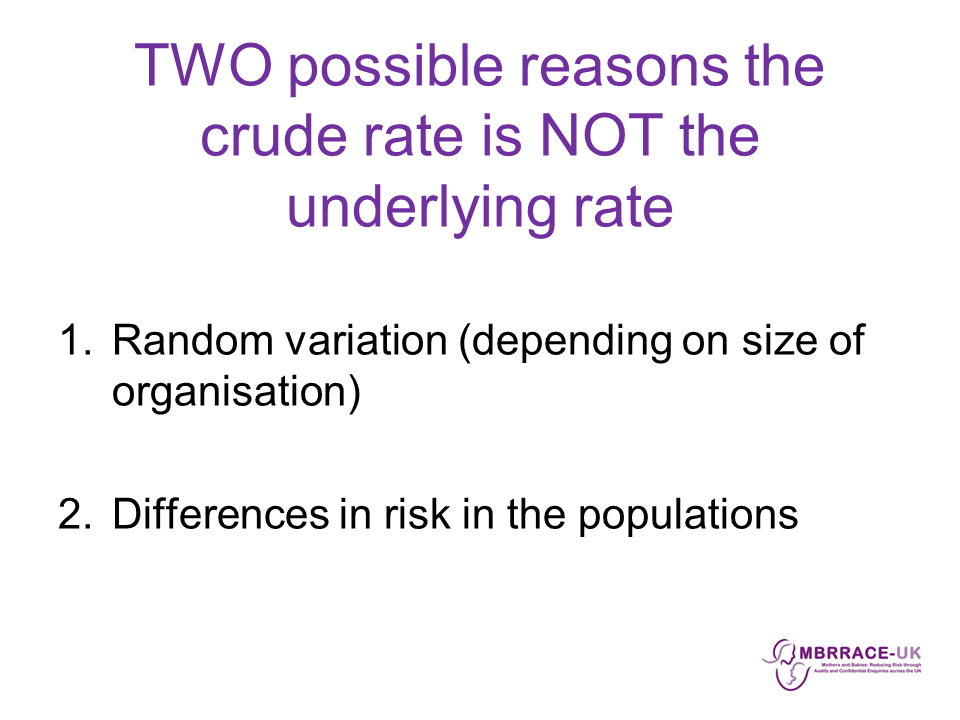 TWO possible reasons the
crude rate is NOT the
underlying rate
1. Random variation (depending on size of
organisation)
2. Differences in risk in the populations
MBRRACE-UK
Mothers and Babies: Reducing Risk through
Audits and Confidential Enquiries across the UK